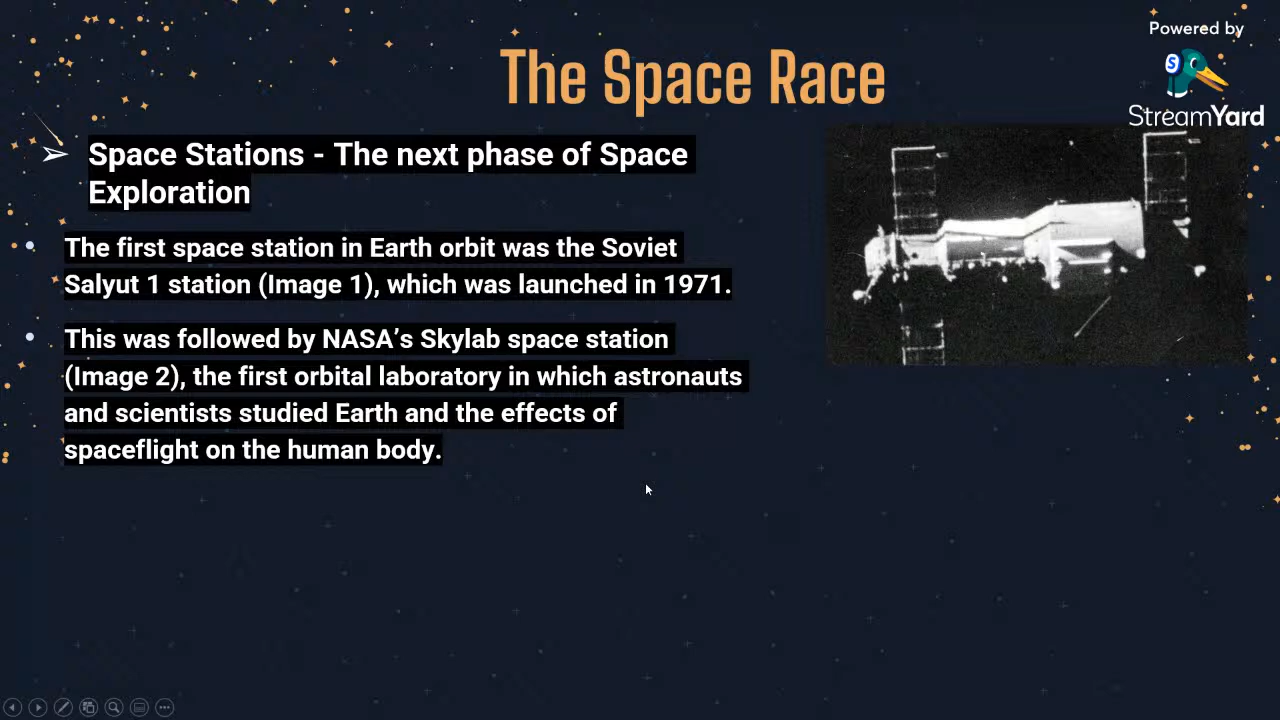 Powered by
StreamYard
The Space Race
Space Stations - The next phase of Space
Exploration
The first space station in Earth orbit was the Soviet
Salyut 1 station (Image 1), which was launched in 1971.
This was followed by NASA’s Skylab space station
(Image 2), the first orbital laboratory in which astronauts
and scientists studied Earth and the effects of
spaceflight on the human body.